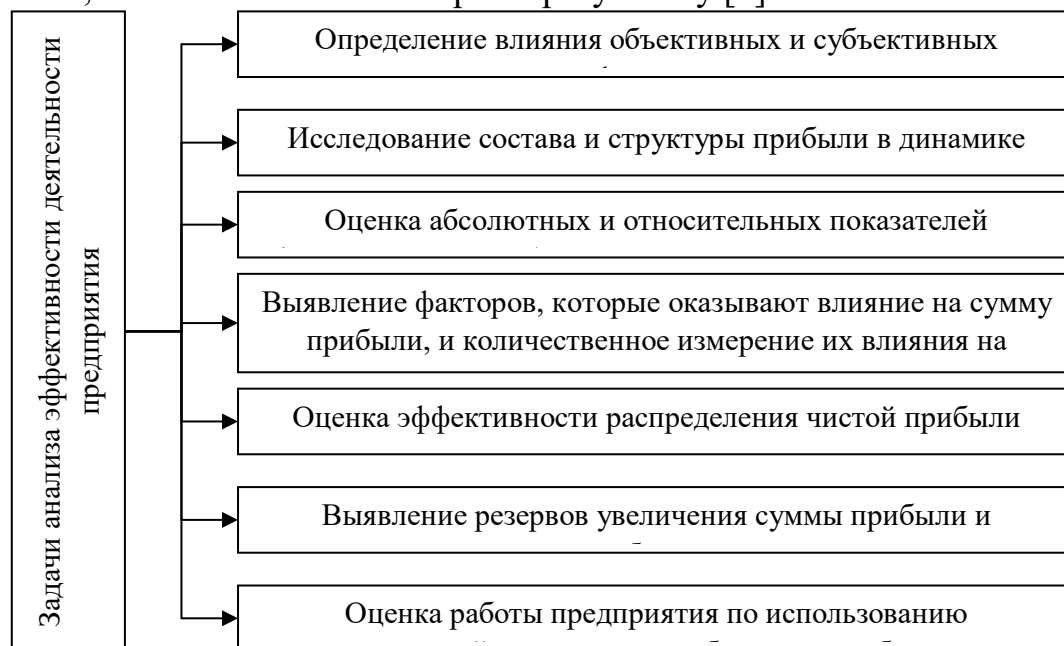 Задачи анализа эффективности деятельности
предприятия
Определение влияния объективных и субъективных
Исследование состава и структуры прибыли в динамике
Оценка абсолютных и относительных показателей
Выявление факторов, которые оказывают влияние на сумму
прибыли, и количественное измерение их влияния на
Оценка эффективности распределения чистой прибыли
Выявление резервов увеличения суммы прибыли и
Оценка работы предприятия по использованию